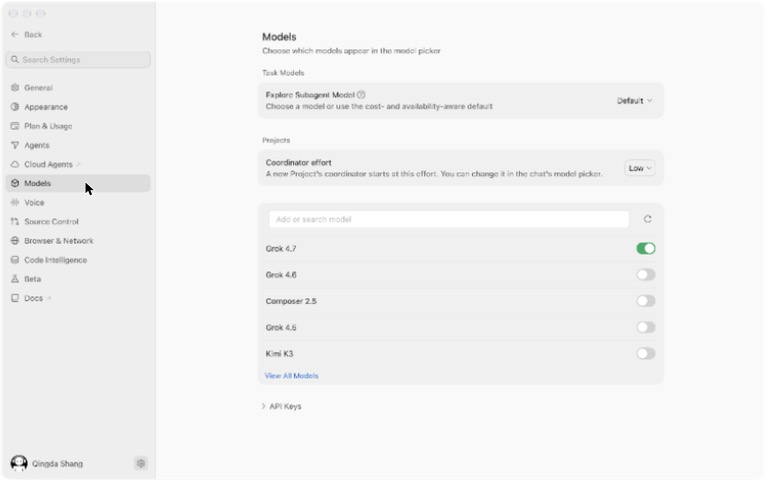 Back
Search Settings
General
Appearance
Plan & Usage
Agents
Cloud Agents
Models
Voice
Source Control
Browser & Network
Code Intelligence
Beta
Docs
Qingda Shang
Models
Choose which models appear in the model picker
Task Models
Explore Subagent Model
Choose a model or use the cost- and availability-aware default
Default
Projects
Coordinator effort
A new Project's coordinator starts at this effort. You can change it in the chat's model picker.
Low
Add or search model
Grok 4.7
Grok 4.6
Composer 2.5
Grok 4.5
Kimi K3
View All Models
API Keys